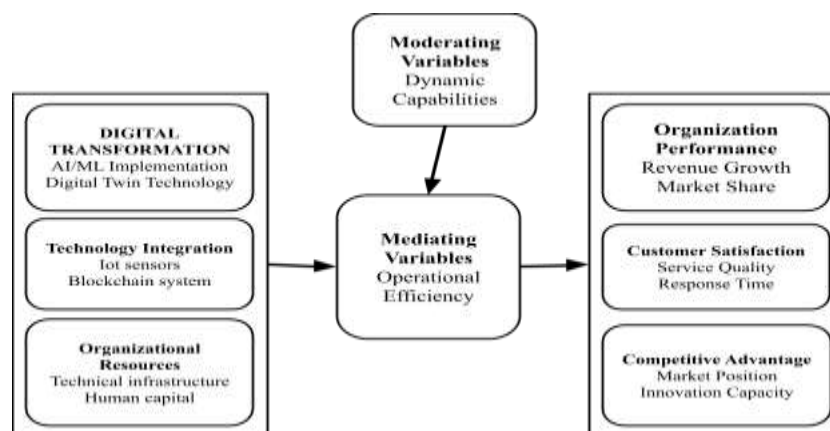 Moderating
Variables
Dynamic
Capabilities
DIGITAL
TRANSFORMATION
AI/ML Implementation
Digital Twin Technology
Technology Integration
Iot sensors
Blockchain system
Organizational
Resources
Technical infrastructure
Human capital
Mediating
Variables
Operational
Efficiency
Organization
Performance
Revenue Growth
Market Share
Customer Satisfaction
Service Quality
Response Time
Competitive Advantage
Market Position
Innovation Capacity